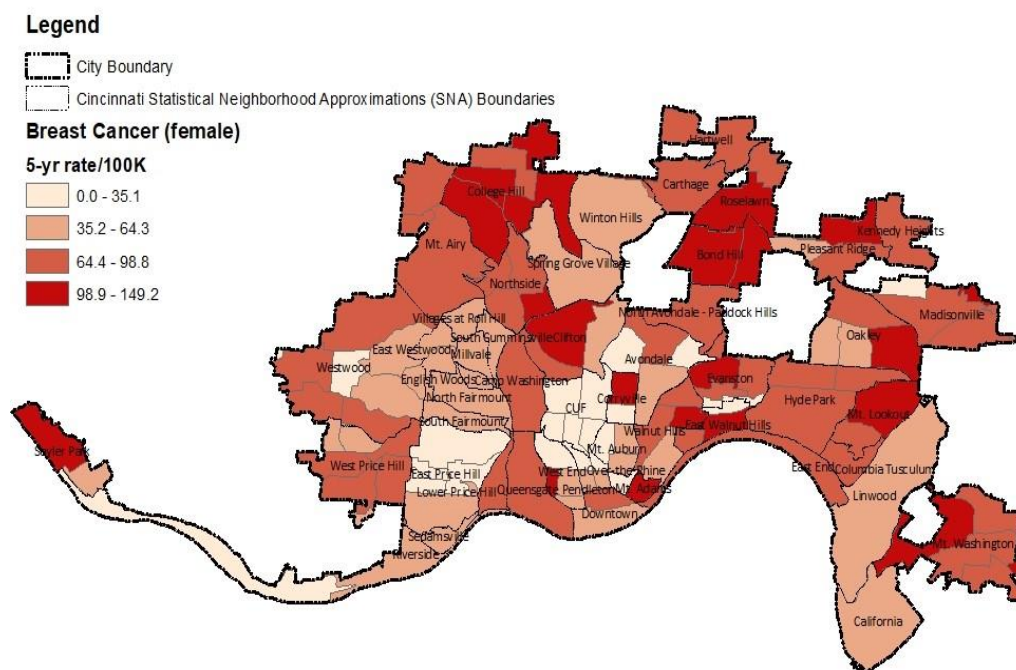 Legend
City Boundary
Cincinnati Statistical Neighborhood Approximations (SNA) Boundaries
Breast Cancer (female)
5-yr rate/100K
0.0 - 35.1
35.2 - 64.3
64.4 - 98.8
98.9 - 149.2
Hartwell
Carthage
College Hill
Roselawn
Winton Hills
Kennedy Heights
Mt. Airy
Pleasant Ridge
Bond Hill
Spring Grove Village
Northside
North Avondale - Paddock Hills
Madisonville
Villages at Roll Hill
South Cumminsville
Clifton
Oakley
East Westwood
Millvale
Avondale
Westwood
English Woods
Camp Washington
Evanston
North Fairmount
Corryville
Hyde Park
CUF
Mt. Lookout
South Fairmount
Walnut Hills
East Walnut Hills
Sayler Park
West Price Hill
East Price Hill
Mt. Auburn
West End
Over-the-Rhine
East End
Columbia Tusculum
Lower Price Hill
Queensgate
Pendleton
Mt. Adams
Linwood
Downtown
Sedamsville
Riverside
Mt. Washington
California